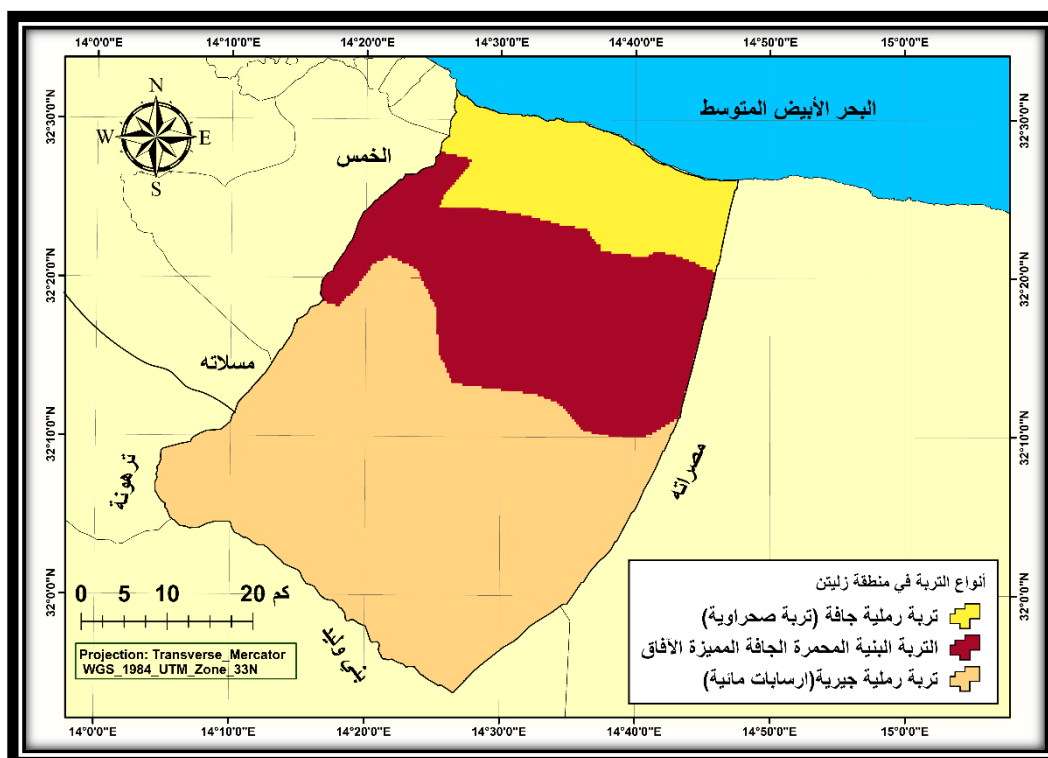 14°0'0"E 14°10'0"E 14°20'0"E 14°30'0"E 14°40'0"E 14°50'0"E 15°0'0"E
N
W E
S
البحر الأبيض المتوسط
32°30'0"N 32°30'0"N
الخمس
32°20'0"N 32°20'0"N
مسلاته
32°10'0"N 32°10'0"N
ترهونة
مصراته
بني وليد
32°0'0"N 32°0'0"N
0 5 10 20 كم
Projection: Transverse_Mercator
WGS_1984_UTM_Zone_33N
أنواع التربة في منطقة زليتن
تربة رملية جافة (تربة صحراوية)
التربة البنية المحمرة الجافة المميزة الآفاق
تربة رملية جيرية(ارسابات مائية)
14°0'0"E 14°10'0"E 14°20'0"E 14°30'0"E 14°40'0"E 14°50'0"E 15°0'0"E